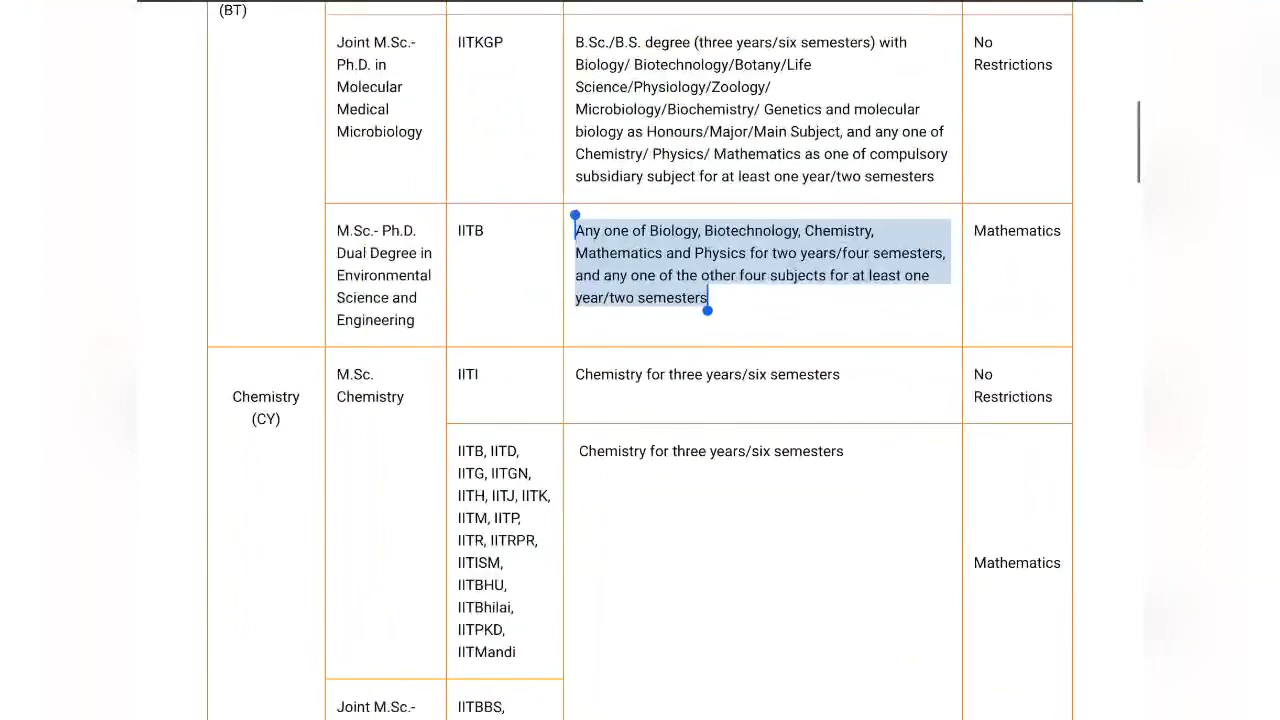 (BT)
Joint M.Sc.-
Ph.D. in
Molecular
Medical
Microbiology
IITKGP
B.Sc./B.S. degree (three years/six semesters) with
Biology/ Biotechnology/Botany/Life
Science/Physiology/Zoology/
Microbiology/Biochemistry/ Genetics and molecular
biology as Honours/Major/Main Subject, and any one of
Chemistry/ Physics/ Mathematics as one of compulsory
subsidiary subject for at least one year/two semesters
No
Restrictions
M.Sc.- Ph.D.
Dual Degree in
Environmental
Science and
Engineering
IITB
Any one of Biology, Biotechnology, Chemistry,
Mathematics and Physics for two years/four semesters,
and any one of the other four subjects for at least one
year/two semesters
Mathematics
Chemistry
(CY)
M.Sc.
Chemistry
IITI
Chemistry for three years/six semesters
No
Restrictions
IITB, IITD,
IITG, IITGN,
IITH, IITJ, IITK,
IITM, IITP,
IITR, IITRPR,
IITISM,
IITBHU,
IITBhilai,
IITPKD,
IITMandi
Chemistry for three years/six semesters
Mathematics
Joint M.Sc.-
IITBBS,